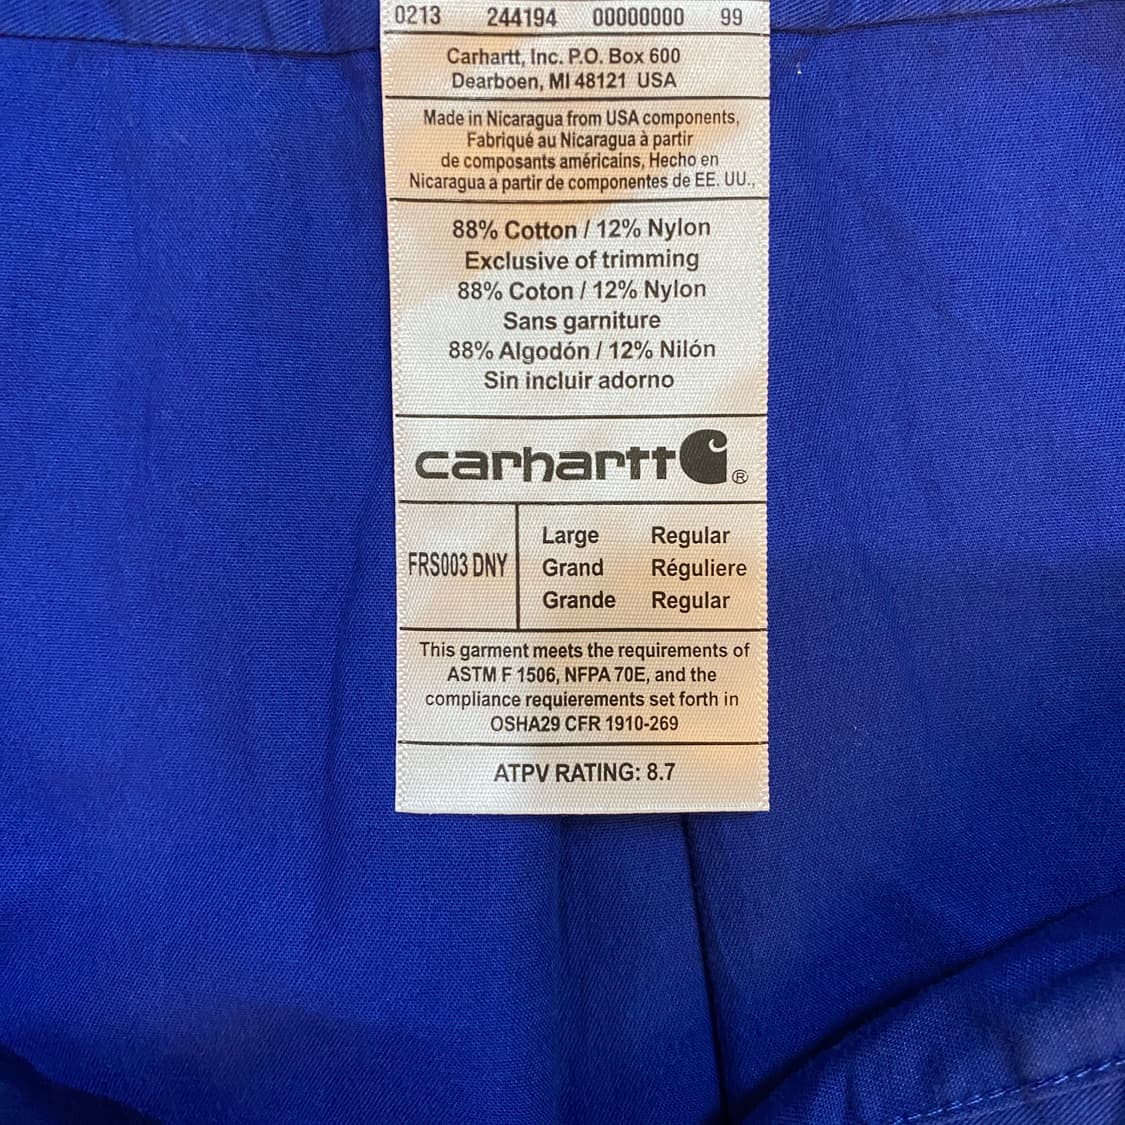 0213 244194 00000000 99
Carhartt, Inc. P.O. Box 600
Dearboen, MI 48121 USA
Made in Nicaragua from USA components,
Fabriqué au Nicaragua à partir
de composants américains, Hecho en
Nicaragua a partir de componentes de EE. UU.,
88% Cotton / 12% Nylon
Exclusive of trimming
88% Coton / 12% Nylon
Sans garniture
88% Algodón / 12% Nilón
Sin incluir adorno
carhartt ®
FRS003 DNY
Large Regular
Grand Réguliere
Grande Regular
This garment meets the requirements of
ASTM F 1506, NFPA 70E, and the
compliance requierements set forth in
OSHA29 CFR 1910-269
ATPV RATING: 8.7